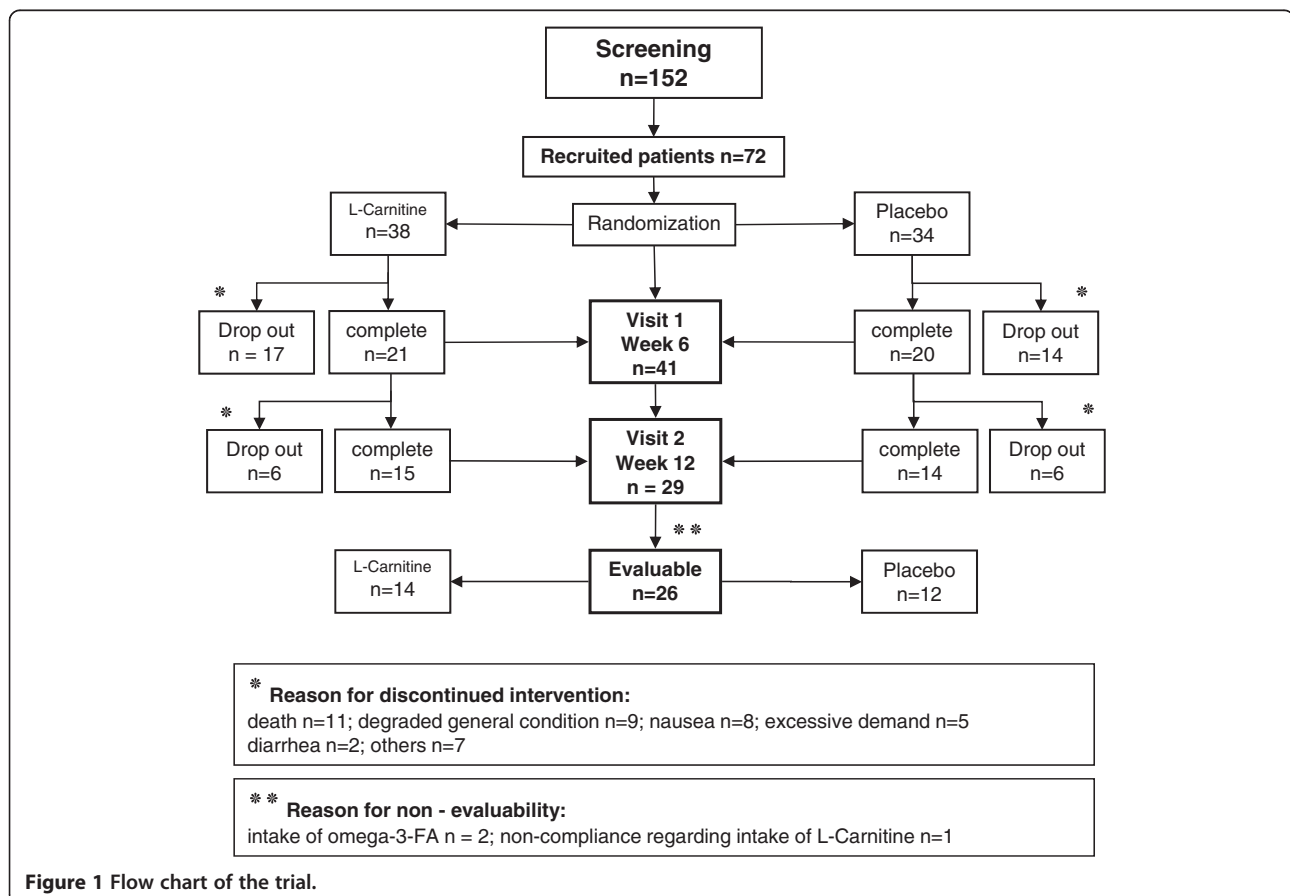 Screening
n=152
Recruited patients n=72
L-Carnitine
n=38
Randomization
Placebo
n=34
*
Drop out
n = 17
complete
n=21
Visit 1
Week 6
n=41
complete
n=20
*
Drop out
n=14
*
Drop out
n=6
complete
n=15
Visit 2
Week 12
n = 29
complete
n=14
*
Drop out
n=6
* *
L-Carnitine
n=14
Evaluable
n=26
Placebo
n=12
* Reason for discontinued intervention:
death n=11; degraded general condition n=9; nausea n=8; excessive demand n=5
diarrhea n=2; others n=7
* * Reason for non - evaluability:
intake of omega-3-FA n = 2; non-compliance regarding intake of L-Carnitine n=1
Figure 1 Flow chart of the trial.